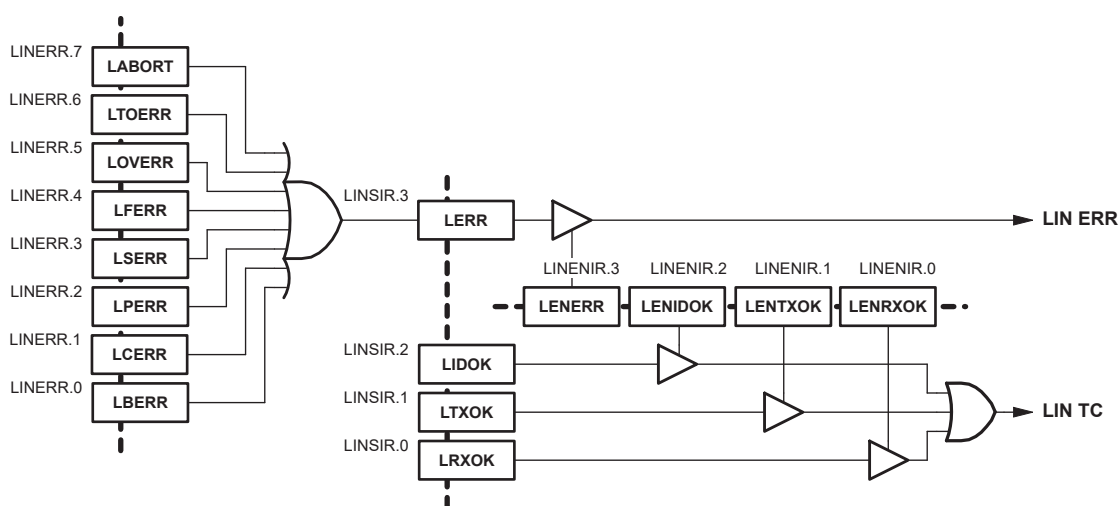 LINERR.7
LABORT
LINERR.6
LTOERR
LINERR.5
LOVERR
LINERR.4
LFERR
LINERR.3
LSERR
LINERR.2
LPERR
LINERR.1
LCERR
LINERR.0
LBERR
LINSIR.3
LERR
LIN ERR
LINENIR.3 LINENIR.2 LINENIR.1 LINENIR.0
LENERR LENIDOK LENTXOK LENRXOK
LINSIR.2
LIDOK
LINSIR.1
LTXOK
LIN TC
LINSIR.0
LRXOK